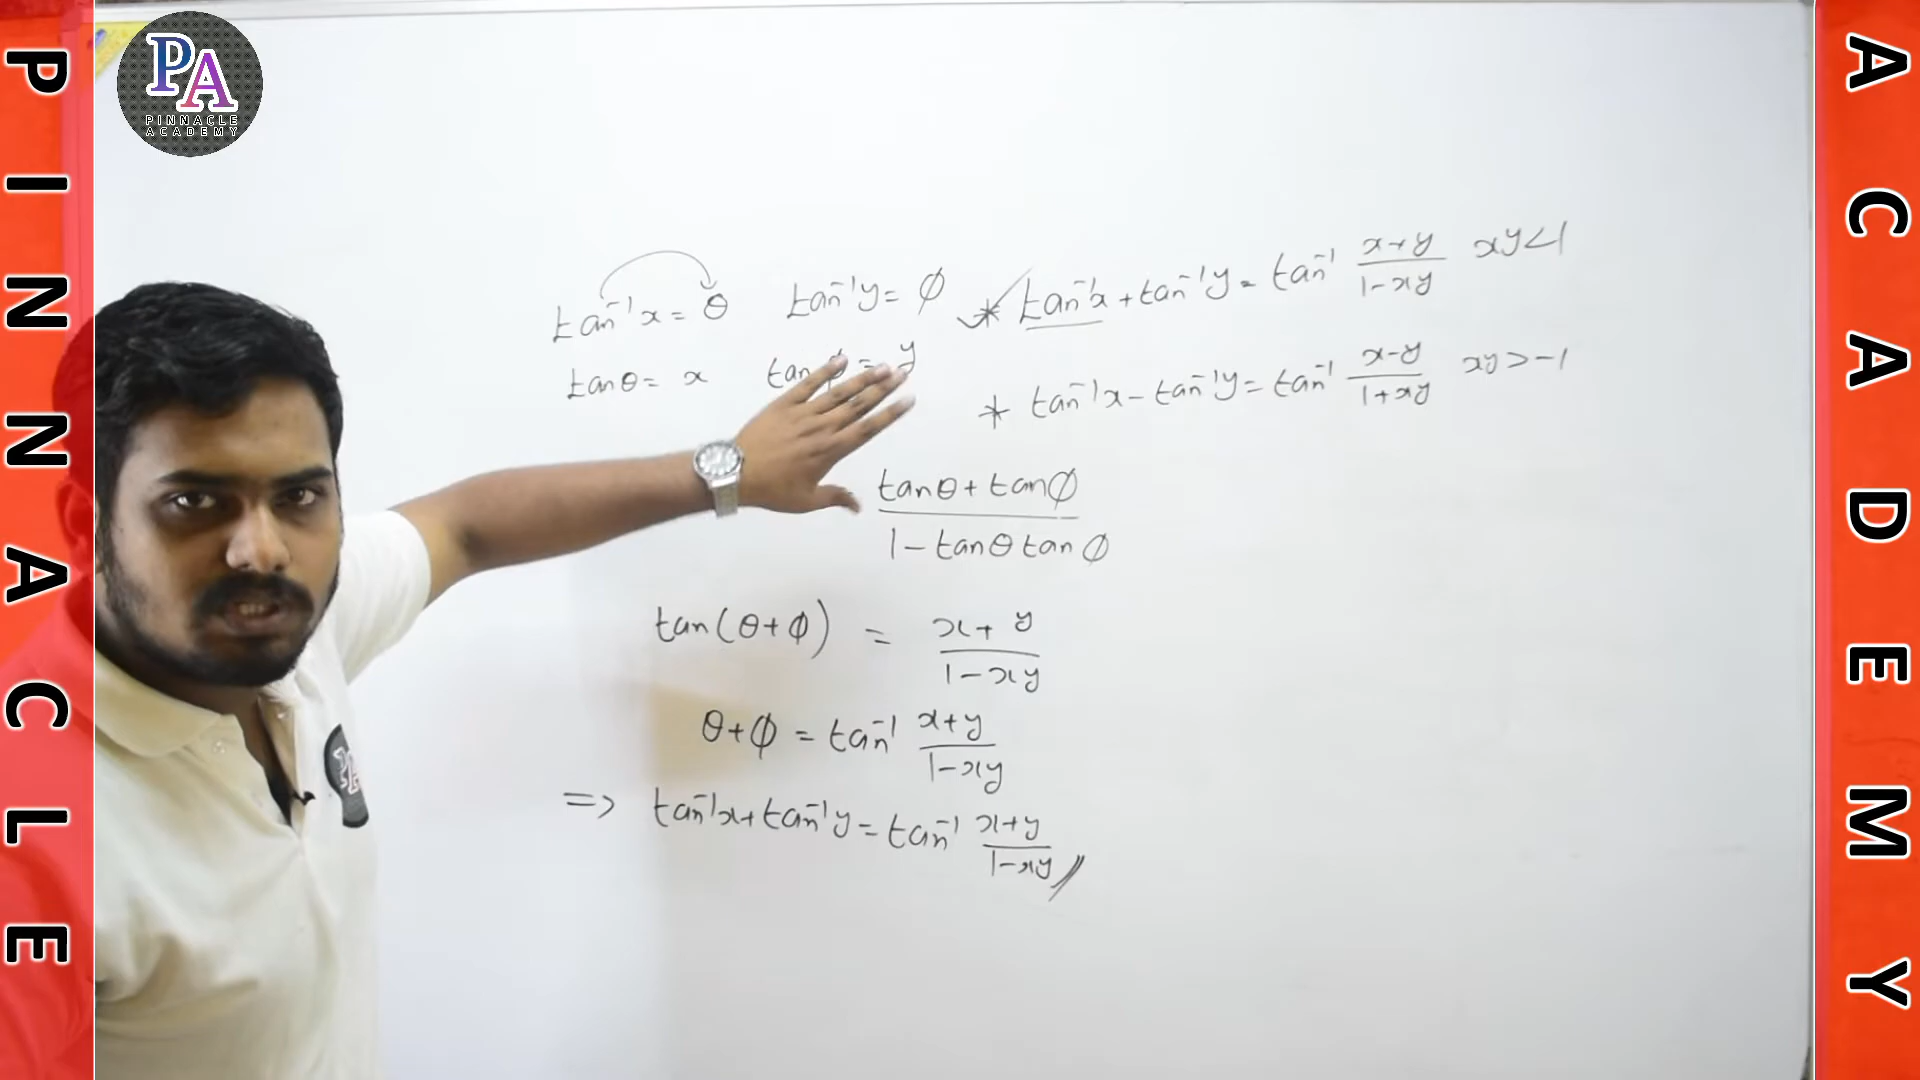 PINNACLE
PA
PINNACLE
ACADEMY
tan⁻¹x = θ tan⁻¹y = ϕ
tanθ = x tanϕ = y
* tan⁻¹x + tan⁻¹y = tan⁻¹ (x+y)/(1-xy) xy<1
* tan⁻¹x - tan⁻¹y = tan⁻¹ (x-y)/(1+xy) xy>-1
(tanθ + tanϕ)/(1 - tanθ tanϕ)
tan(θ+ϕ) = (x+y)/(1-xy)
θ+ϕ = tan⁻¹ (x+y)/(1-xy)
=> tan⁻¹x + tan⁻¹y = tan⁻¹ (x+y)/(1-xy) //
ACADEMY